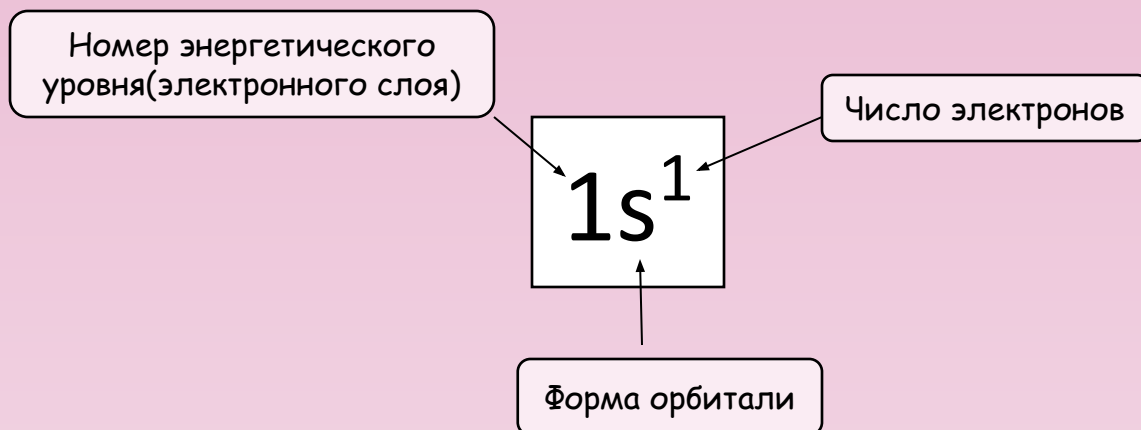 Номер энергетического
уровня(электронного слоя)
Число электронов
1s¹
Форма орбитали